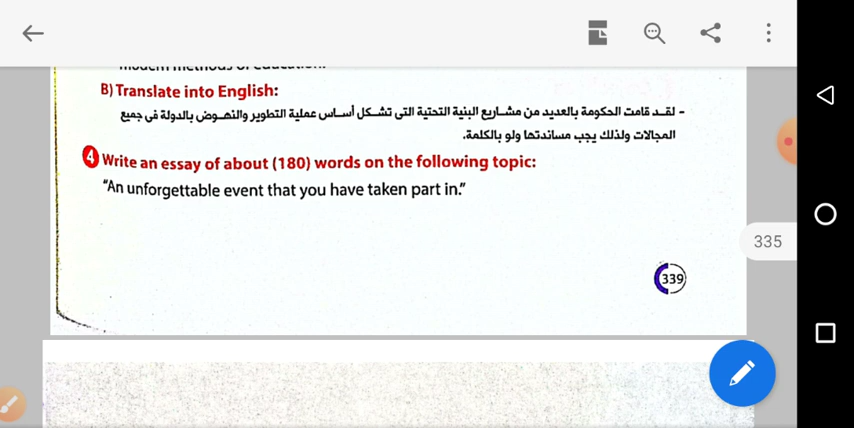 B) Translate into English:
- لقد قامت الحكومة بالعديد من مشاريع البنية التحتية التى تشكل أساس عملية التطوير والنهوض بالدولة فى جميع
المجالات ولذلك يجب مساندتها ولو بالكلمة.
4 Write an essay of about (180) words on the following topic:
“An unforgettable event that you have taken part in.”
335
339